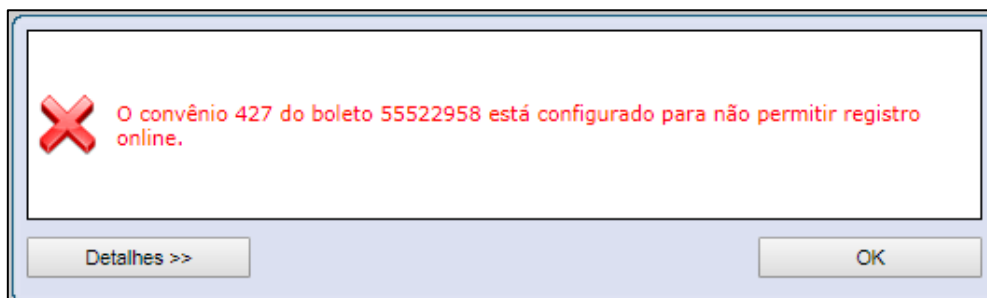 O convênio 427 do boleto 55522958 está configurado para não permitir registro
online.
Detalhes >>
OK